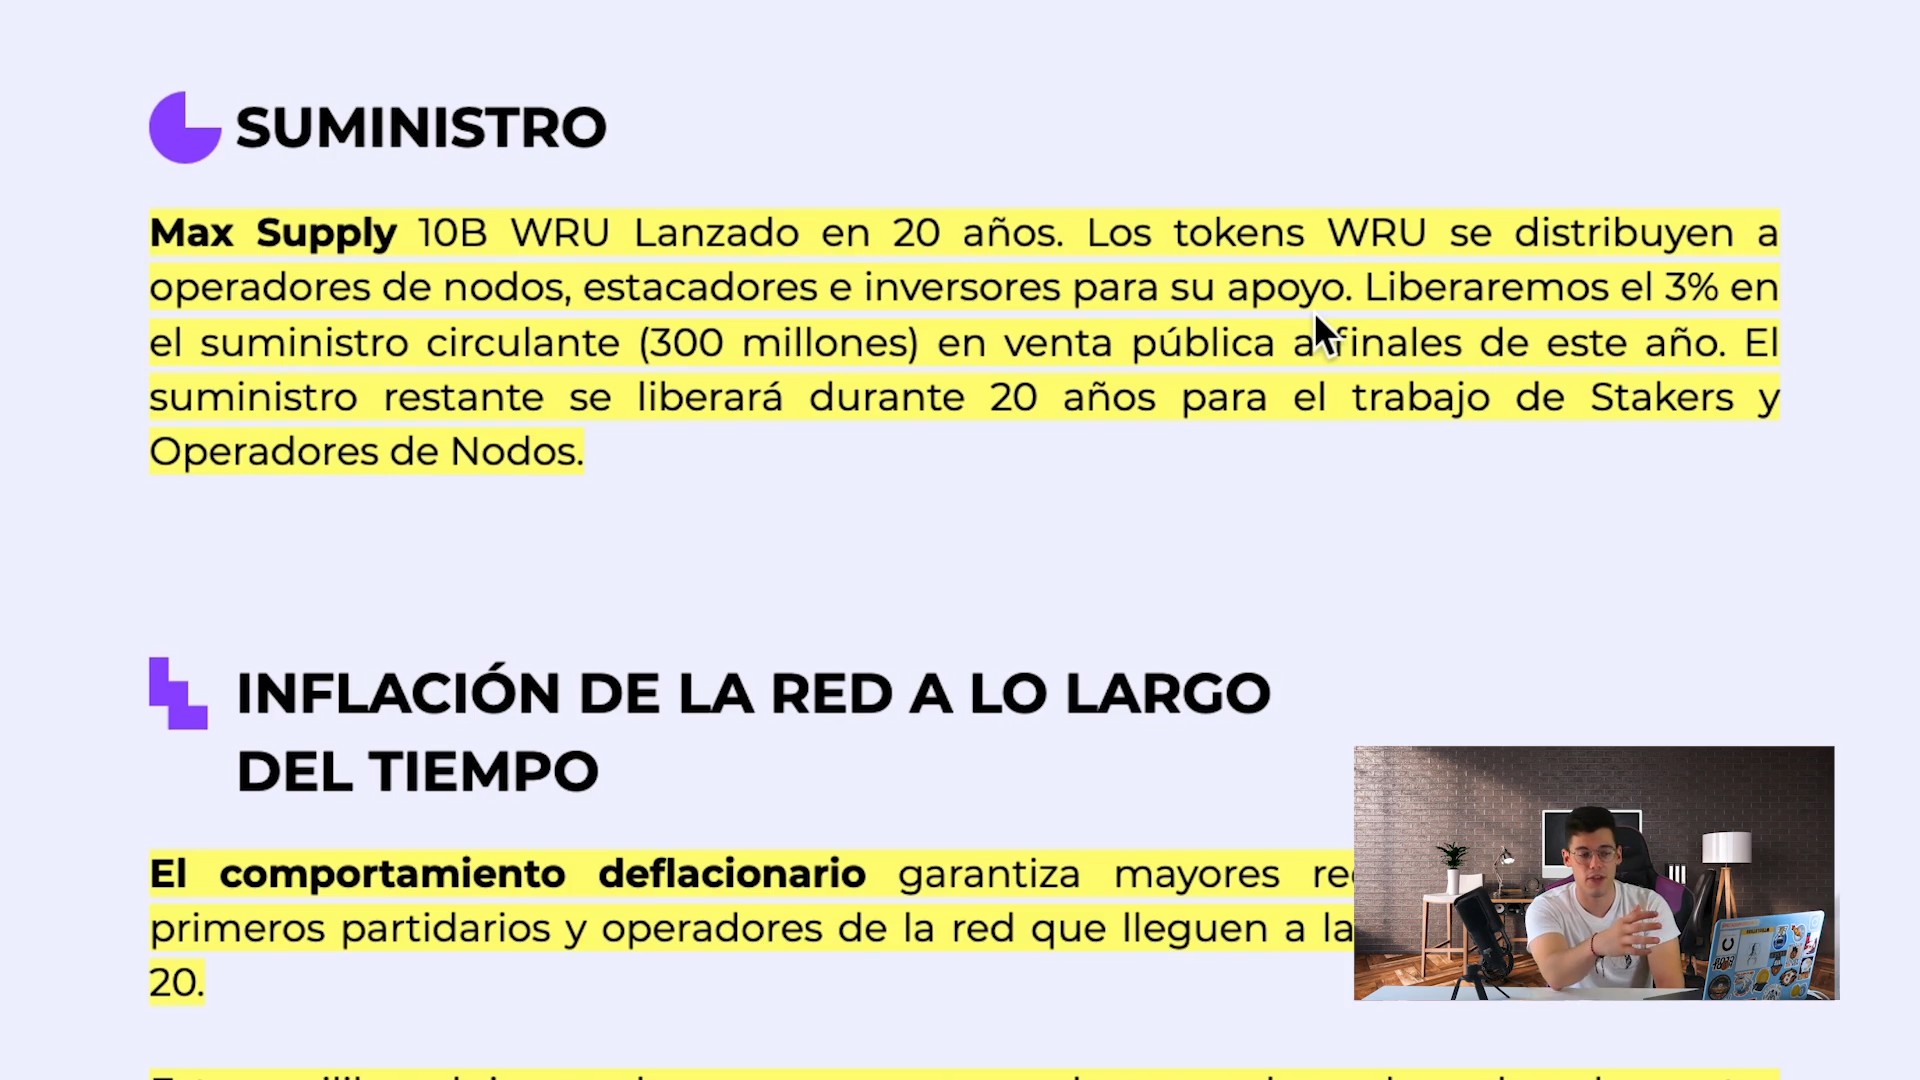 SUMINISTRO
Max Supply 10B WRU Lanzado en 20 años. Los tokens WRU se distribuyen a
operadores de nodos, estacadores e inversores para su apoyo. Liberaremos el 3% en
el suministro circulante (300 millones) en venta pública a finales de este año. El
suministro restante se liberará durante 20 años para el trabajo de Stakers y
Operadores de Nodos.
INFLACIÓN DE LA RED A LO LARGO
DEL TIEMPO
El comportamiento deflacionario garantiza mayores
primeros partidarios y operadores de la red que lleguen a la
20.